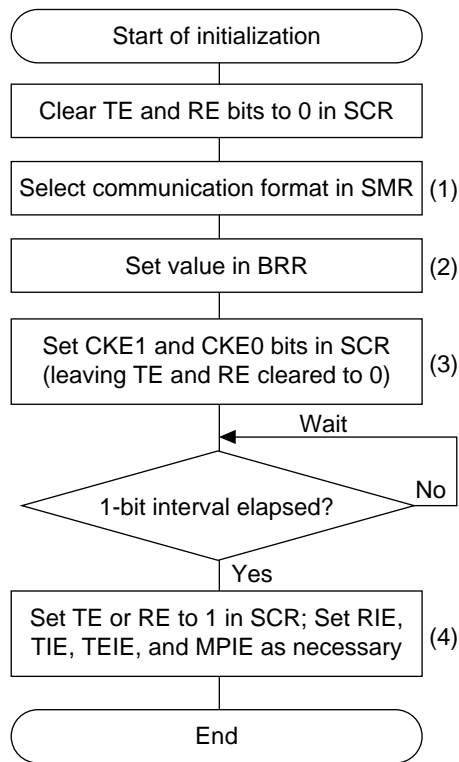 Start of initialization
Clear TE and RE bits to 0 in SCR
Select communication format in SMR
(1)
Set value in BRR
(2)
Set CKE1 and CKE0 bits in SCR
(leaving TE and RE cleared to 0)
(3)
Wait
1-bit interval elapsed?
No
Yes
Set TE or RE to 1 in SCR; Set RIE,
TIE, TEIE, and MPIE as necessary
(4)
End